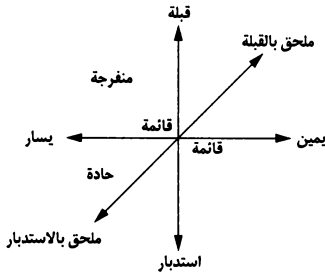 قبلة
ملحق بالقبلة
منفرجة
قائمة
يمين
يسار
قائمة
حادة
ملحق بالاستدبار
استدبار